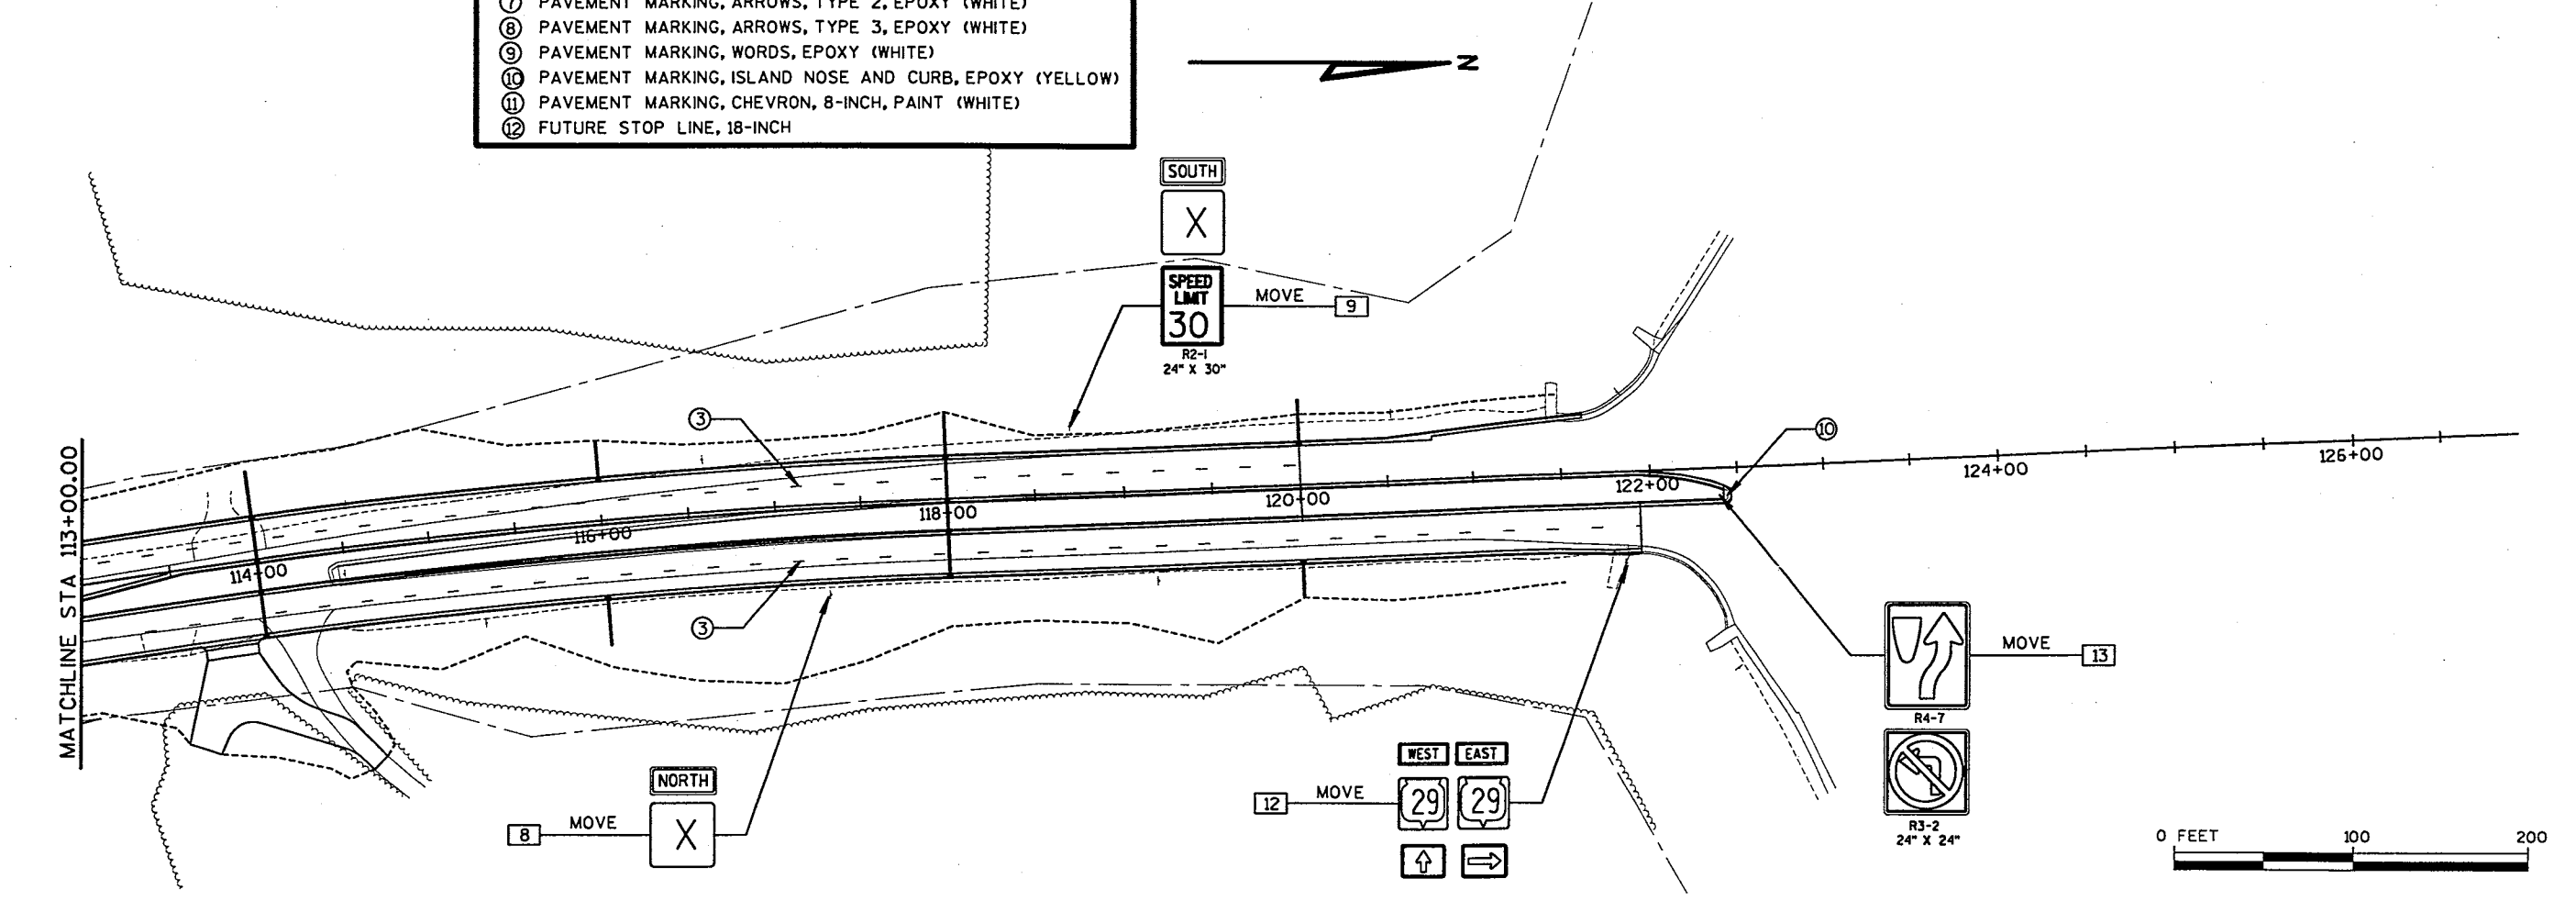 ⑦ PAVEMENT MARKING, ARROWS, TYPE 2, EPOXY (WHITE)
⑧ PAVEMENT MARKING, ARROWS, TYPE 3, EPOXY (WHITE)
⑨ PAVEMENT MARKING, WORDS, EPOXY (WHITE)
⑩ PAVEMENT MARKING, ISLAND NOSE AND CURB, EPOXY (YELLOW)
⑪ PAVEMENT MARKING, CHEVRON, 8-INCH, PAINT (WHITE)
⑫ FUTURE STOP LINE, 18-INCH
N
SOUTH
X
SPEED
LIMIT
30
MOVE 9
R2-1
24" X 30"
③
⑩
MATCHLINE STA 113+00.00
114+00
116+00
118+00
120+00
122+00
124+00
126+00
③
MOVE 13
R4-7
R3-2
24" X 24"
NORTH
8 MOVE X
WEST EAST
12 MOVE 29 29
0 FEET 100 200